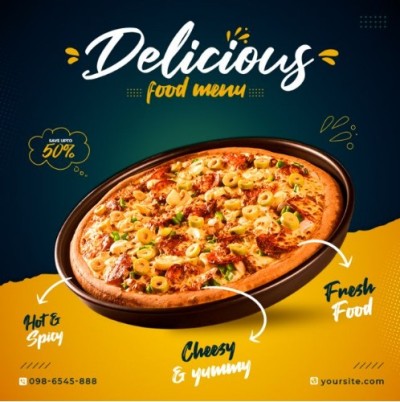 Delicious
food menu
SAVE UPTO
50%
Fresh
Food
Hot &
Spicy
Cheesy
& yummy
098-6545-888
yoursite.com